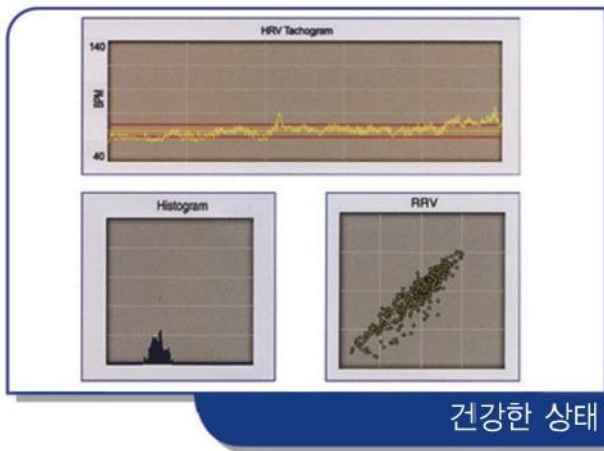 HRV Tachogram
140
BPM
40
Histogram
RRV
건강한 상태